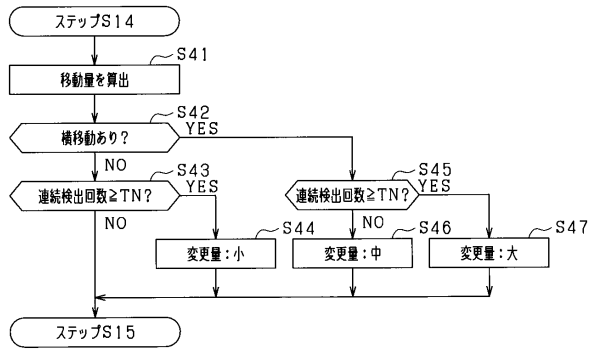 ステップS14
S41
移動量を算出
S42
横移動あり?
YES
NO
S43
連続検出回数≧TN?
YES
NO
S45
連続検出回数≧TN?
YES
NO
S44
変更量:小
S46
変更量:中
S47
変更量:大
ステップS15